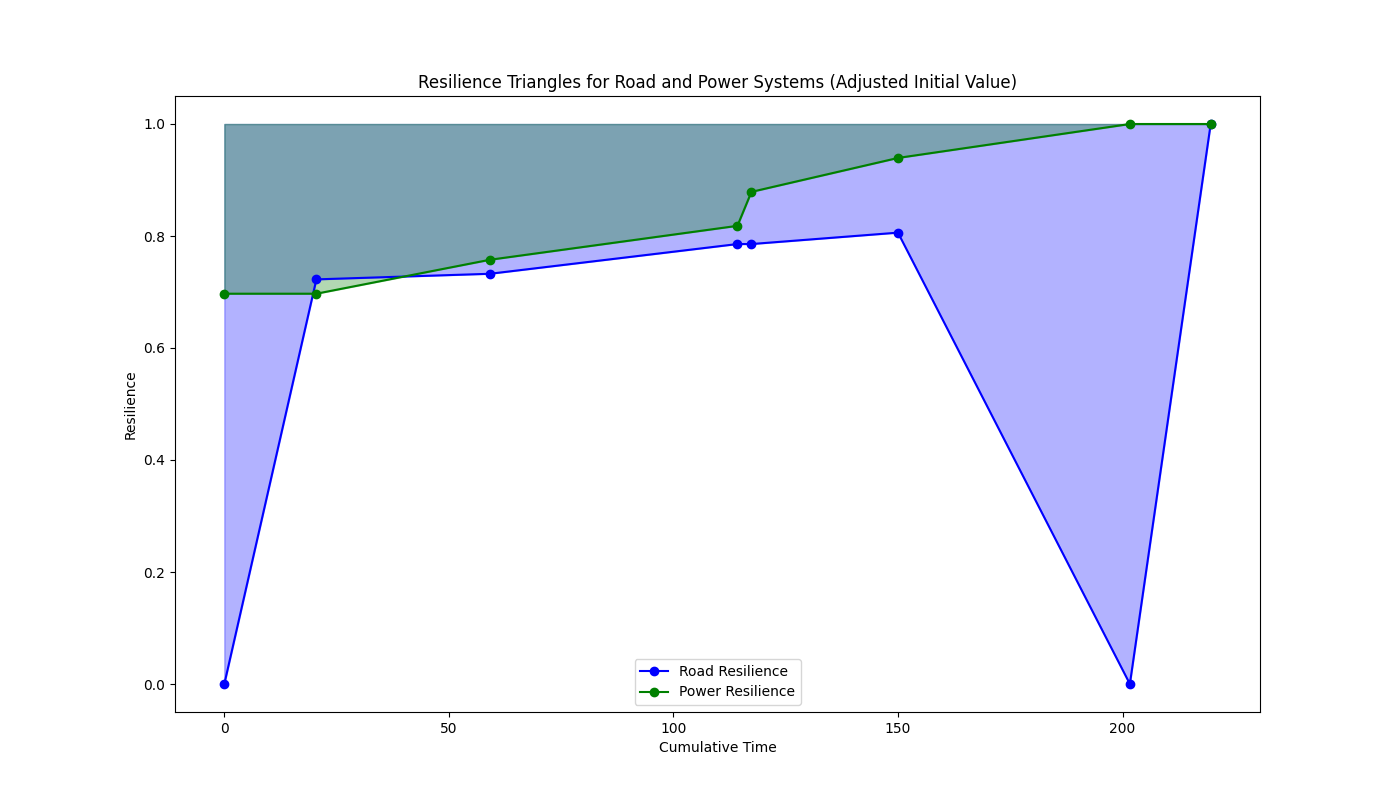 Resilience Triangles for Road and Power Systems (Adjusted Initial Value)
1.0
0.8
0.6
0.4
0.2
0.0
Resilience
Road Resilience
Power Resilience
0 50 100 150 200
Cumulative Time